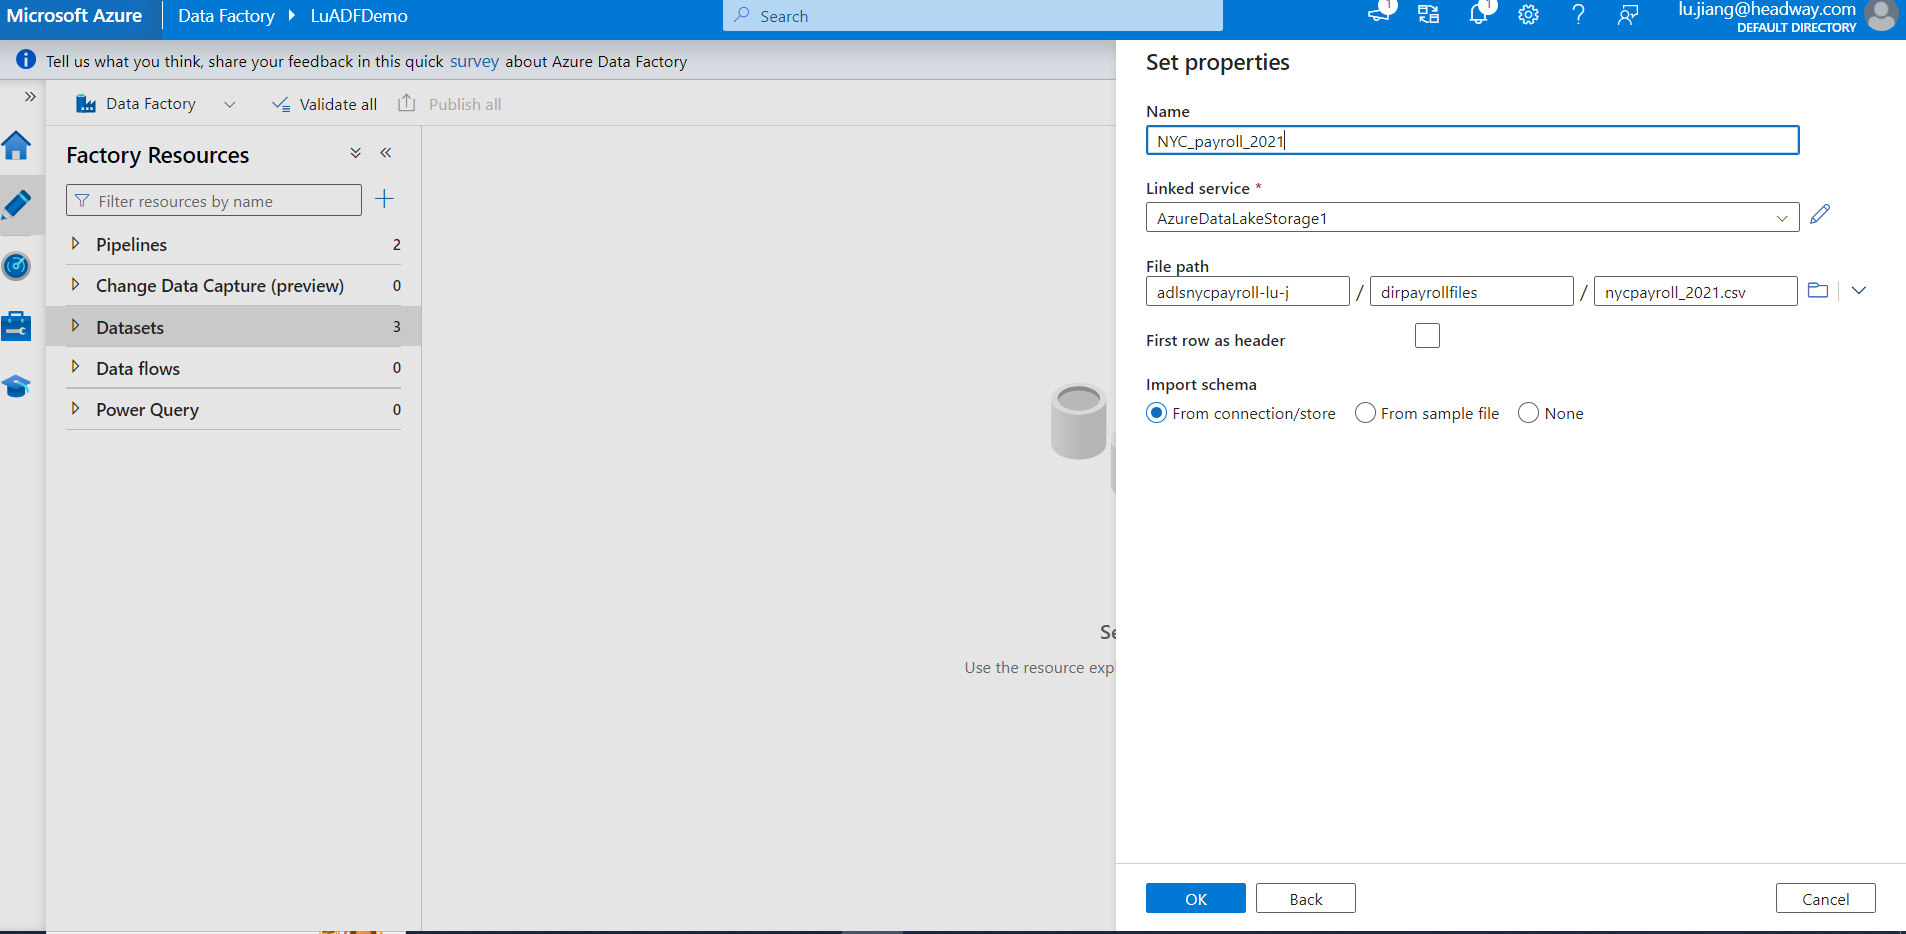 Microsoft Azure
Data Factory
LuADFDemo
Search
1
1
lu.jiang@headway.com
DEFAULT DIRECTORY
Tell us what you think, share your feedback in this quick survey about Azure Data Factory
Data Factory
Validate all
Publish all
Factory Resources
Filter resources by name
Pipelines 2
Change Data Capture (preview) 0
Datasets 3
Data flows 0
Power Query 0
Se
Use the resource exp
Set properties
Name
NYC_payroll_2021
Linked service *
AzureDataLakeStorage1
File path
adlsnycpayroll-lu-j / dirpayrollfiles / nycpayroll_2021.csv
First row as header
Import schema
From connection/store From sample file None
OK Back Cancel